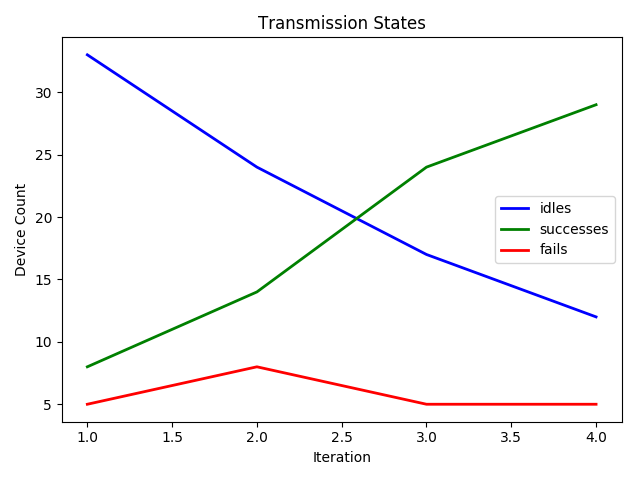 Transmission States
Device Count
30
25
20
15
10
5
idles
successes
fails
1.0 1.5 2.0 2.5 3.0 3.5 4.0
Iteration